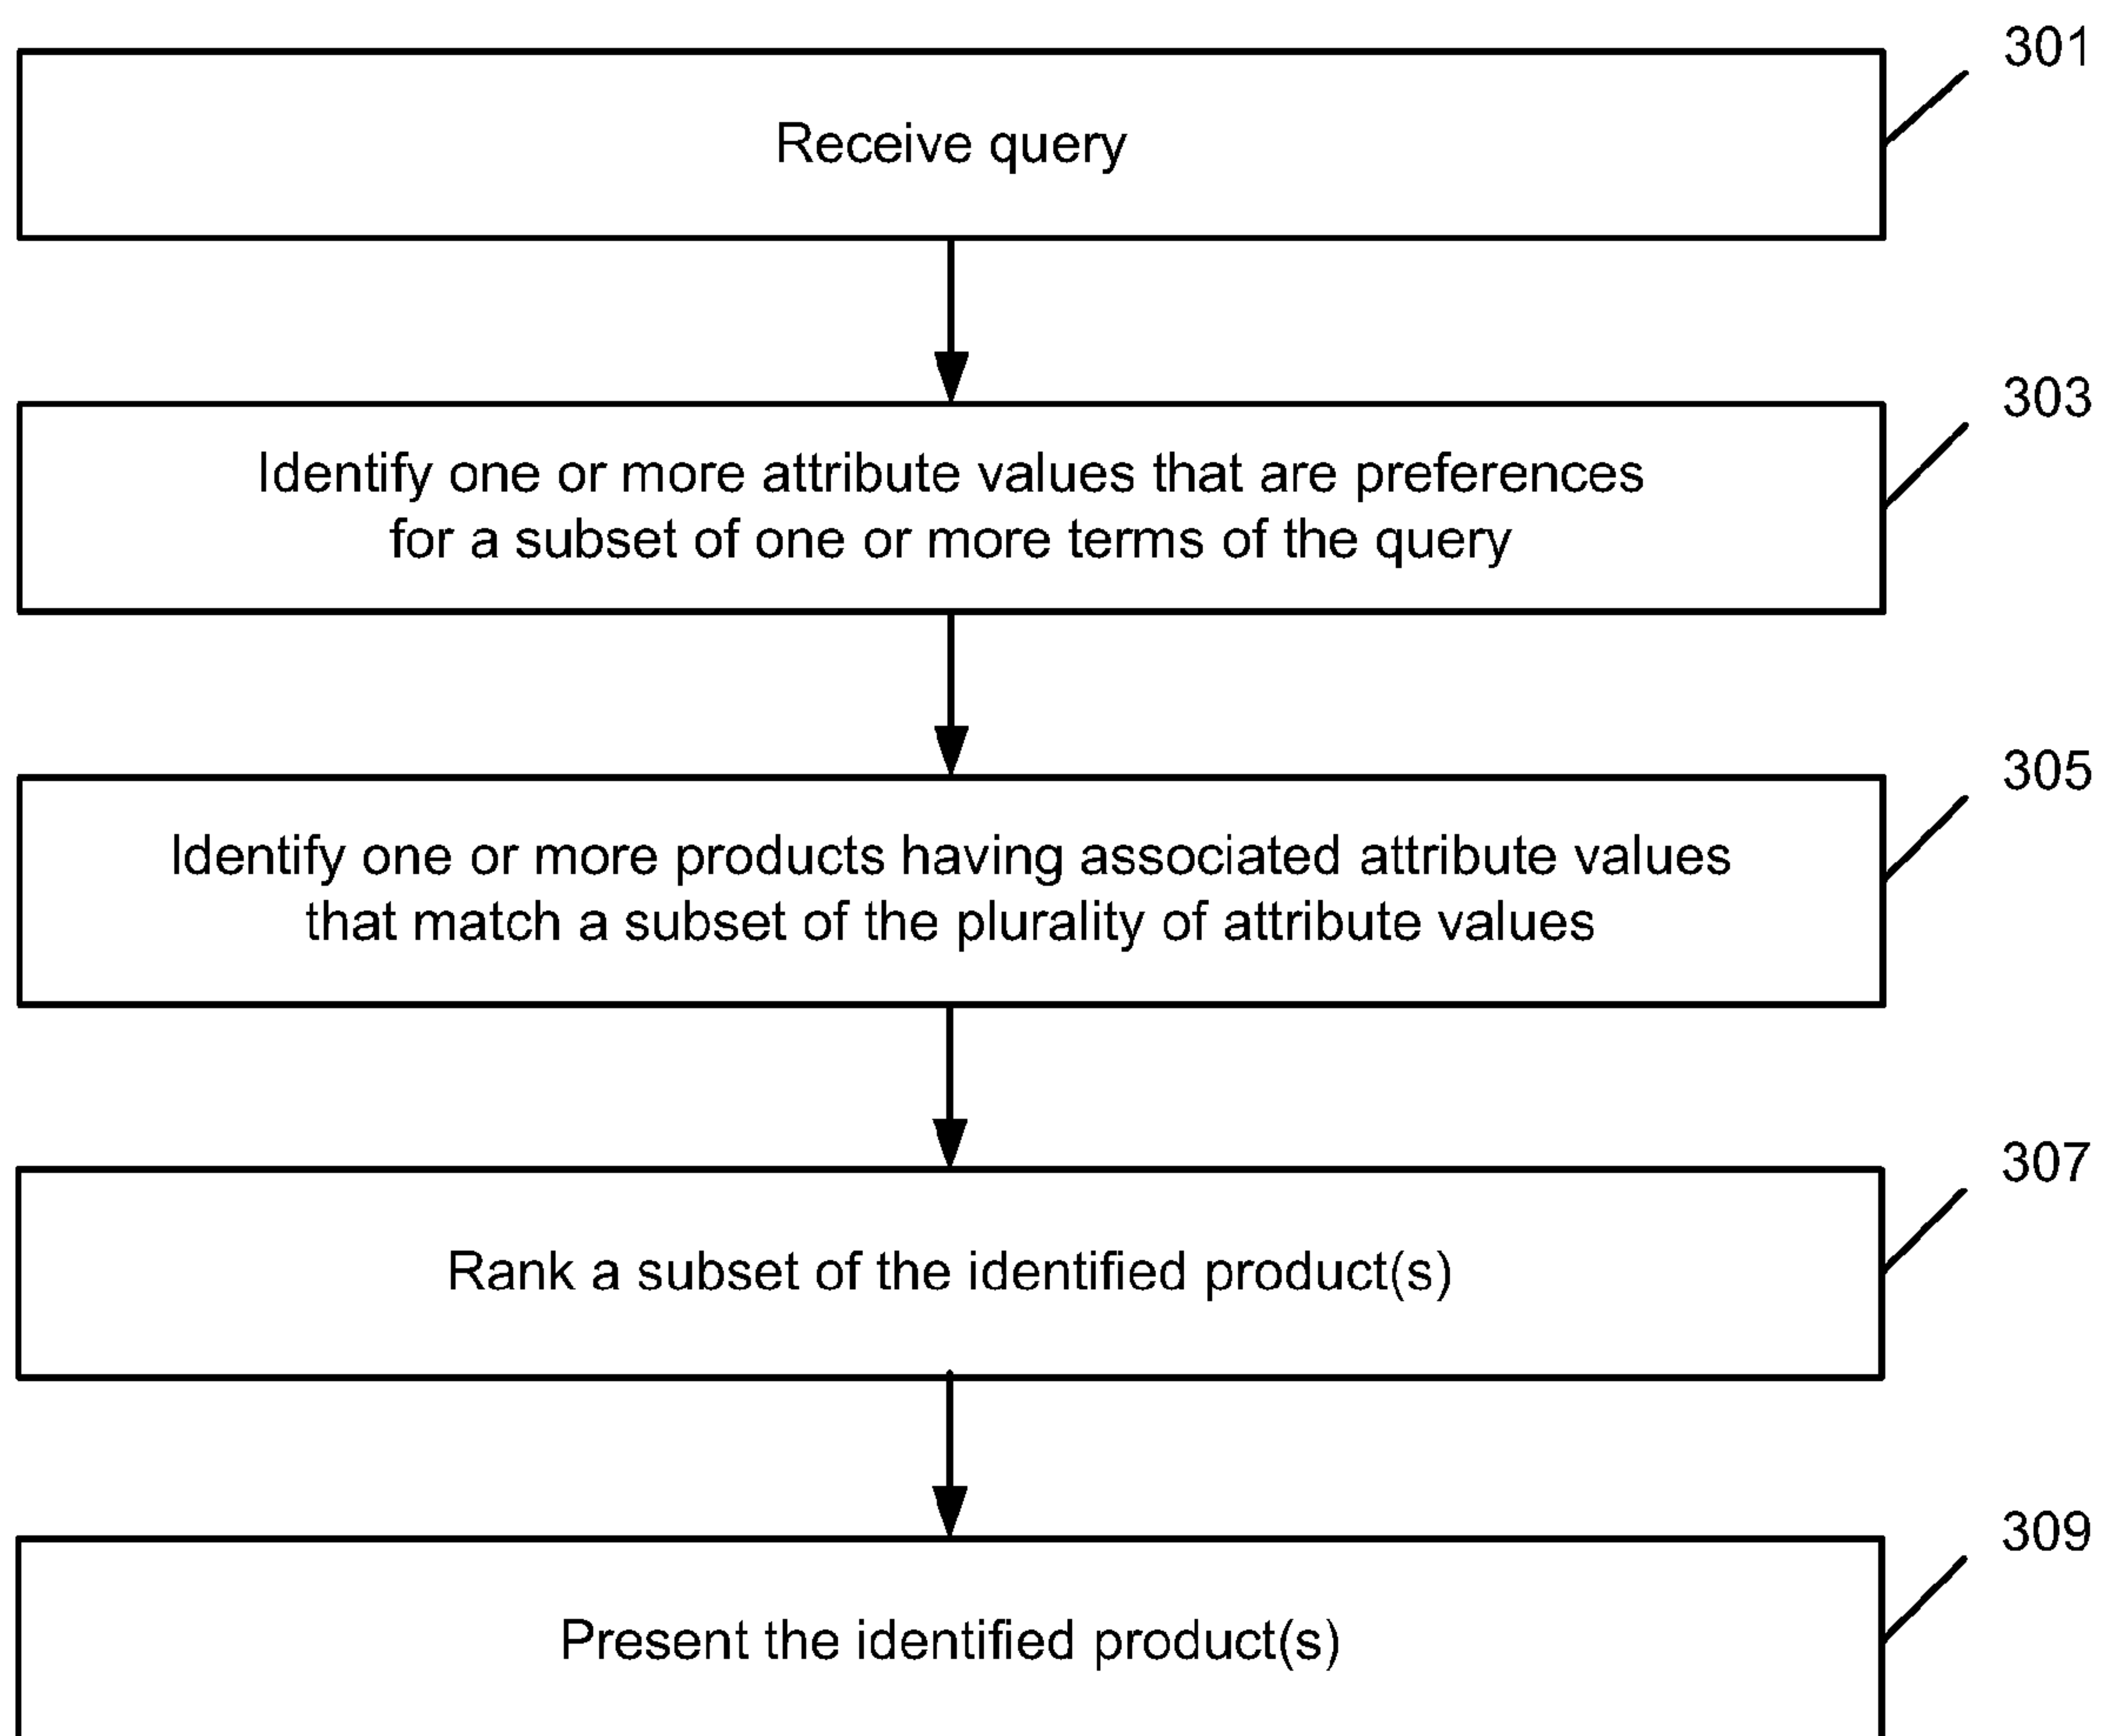 301
Receive query
303
Identify one or more attribute values that are preferences
for a subset of one or more terms of the query
305
Identify one or more products having associated attribute values
that match a subset of the plurality of attribute values
307
Rank a subset of the identified product(s)
309
Present the identified product(s)